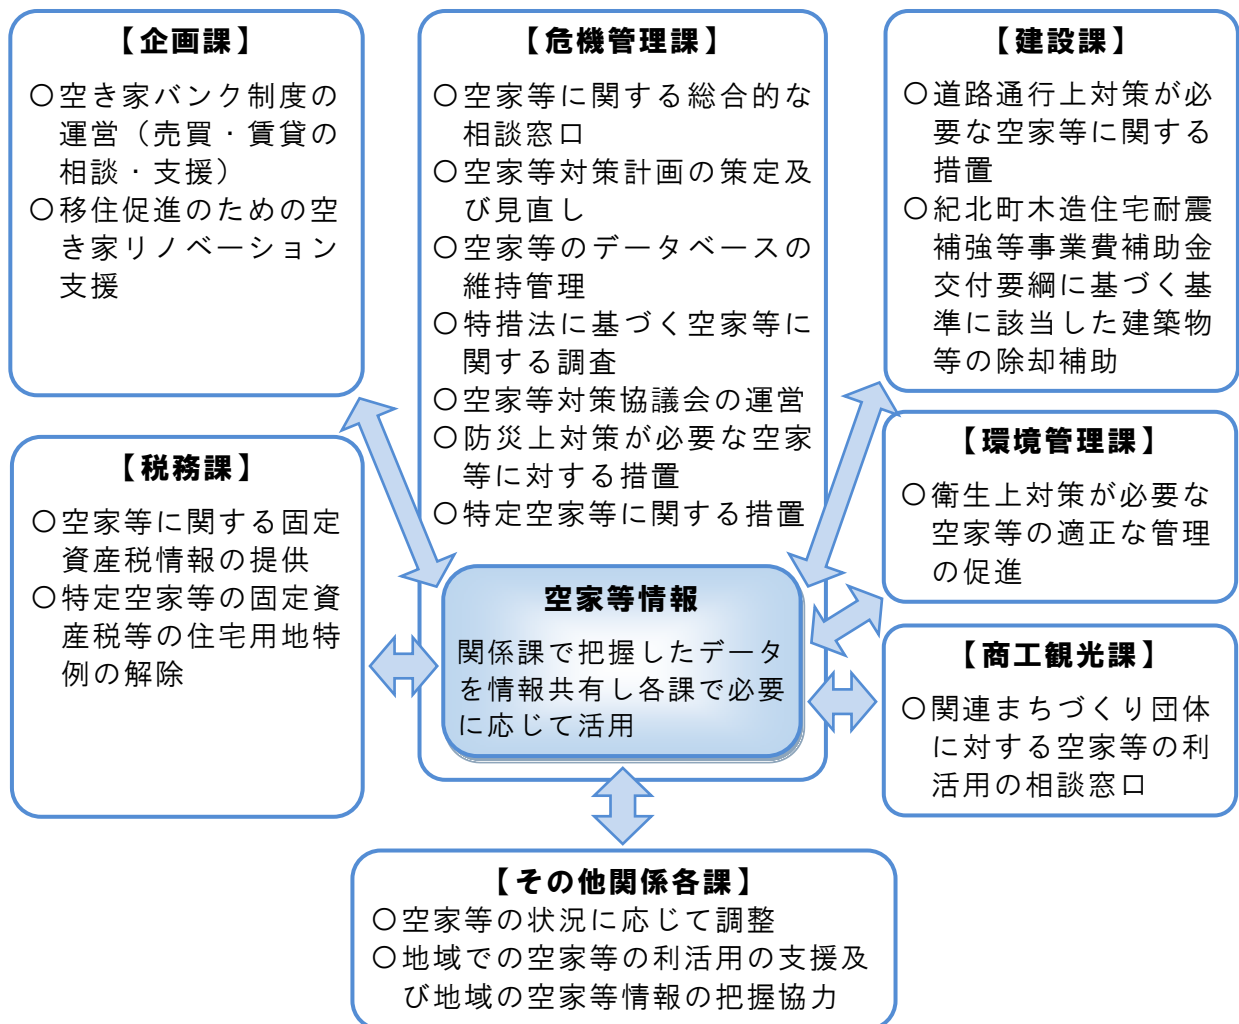 【企画課】
〇空き家バンク制度の
運営（売買・賃貸の
相談・支援）
〇移住促進のための空
き家リノベーション
支援
【危機管理課】
〇空家等に関する総合的な
相談窓口
〇空家等対策計画の策定及
び見直し
〇空家等のデータベースの
維持管理
〇特措法に基づく空家等に
関する調査
〇空家等対策協議会の運営
〇防災上対策が必要な空家
等に対する措置
〇特定空家等に関する措置
【建設課】
〇道路通行上対策が必
要な空家等に関する
措置
〇紀北町木造住宅耐震
補強等事業費補助金
交付要綱に基づく基
準に該当した建築物
等の除却補助
【税務課】
〇空家等に関する固定
資産税情報の提供
〇特定空家等の固定資
産税等の住宅用地特
例の解除
空家等情報
関係課で把握したデータ
を情報共有し各課で必要
に応じて活用
【環境管理課】
〇衛生上対策が必要な
空家等の適正な管理
の促進
【商工観光課】
〇関連まちづくり団体
に対する空家等の利
活用の相談窓口
【その他関係各課】
〇空家等の状況に応じて調整
〇地域での空家等の利活用の支援及
び地域の空家等情報の把握協力